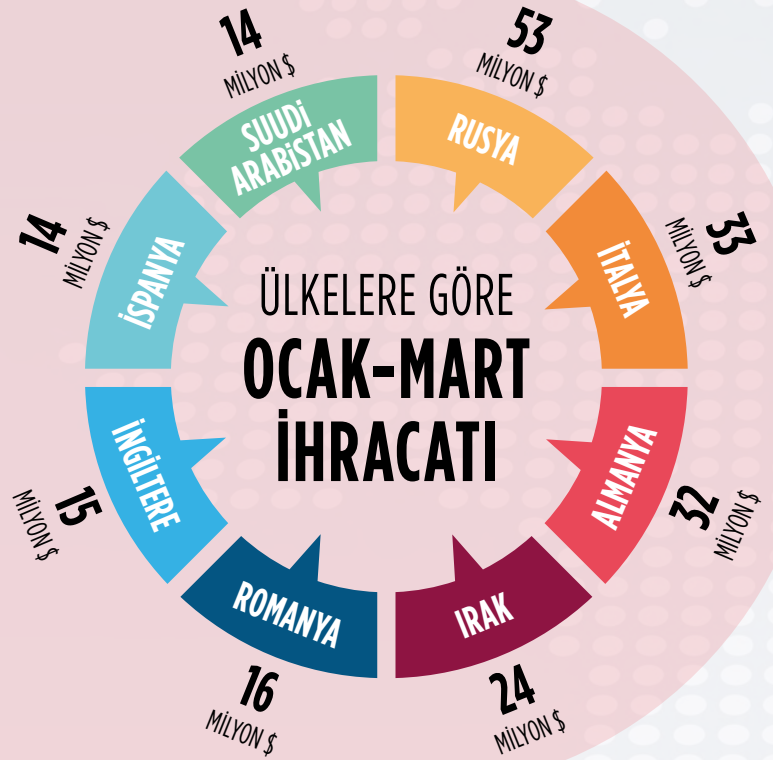 ÜLKELERE GÖRE
OCAK-MART
İHRACATI
53
MİLYON $
RUSYA
33
MİLYON $
İTALYA
32
MİLYON $
ALMANYA
24
MİLYON $
IRAK
16
MİLYON $
ROMANYA
15
MİLYON $
İNGİLTERE
14
MİLYON $
İSPANYA
14
MİLYON $
SUUDİ
ARABİSTAN